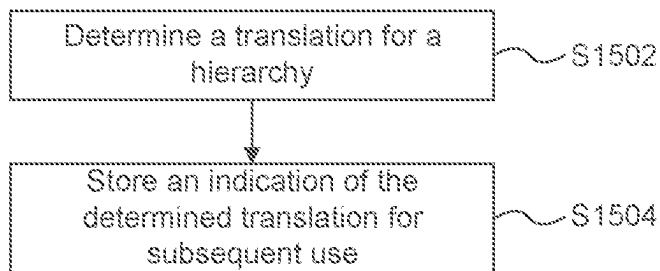 Determine a translation for a
hierarchy
S1502
Store an indication of the
determined translation for
subsequent use
S1504